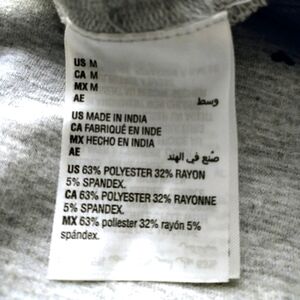 US M
CA M
MX M
AE وسط
US MADE IN INDIA
CA FABRIQUÉ EN INDE
MX HECHO EN INDIA
AE صنع في الهند
US 63% POLYESTER 32% RAYON
5% SPANDEX.
CA 63% POLYESTER 32% RAYONNE
5% SPANDEX.
MX 63% poliester 32% rayón 5%
spándex.